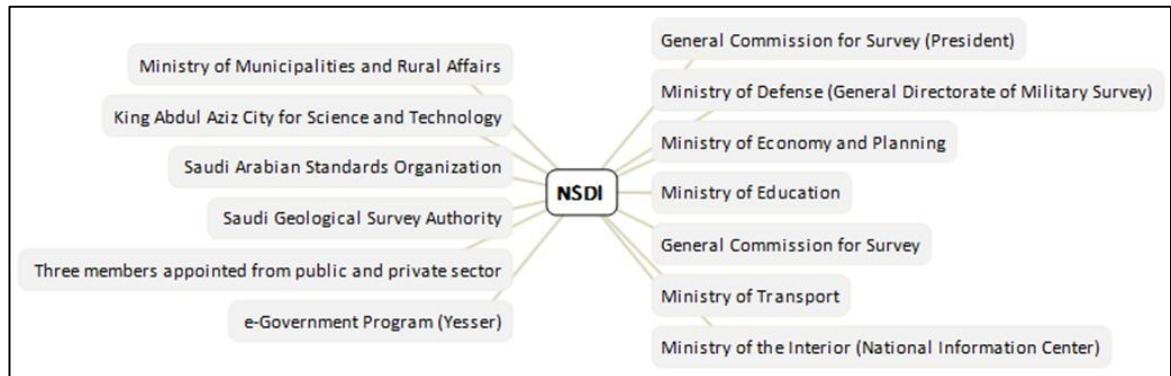 Ministry of Municipalities and Rural Affairs
King Abdul Aziz City for Science and Technology
Saudi Arabian Standards Organization
Saudi Geological Survey Authority
Three members appointed from public and private sector
e-Government Program (Yesser)
NSDI
General Commission for Survey (President)
Ministry of Defense (General Directorate of Military Survey)
Ministry of Economy and Planning
Ministry of Education
General Commission for Survey
Ministry of Transport
Ministry of the Interior (National Information Center)